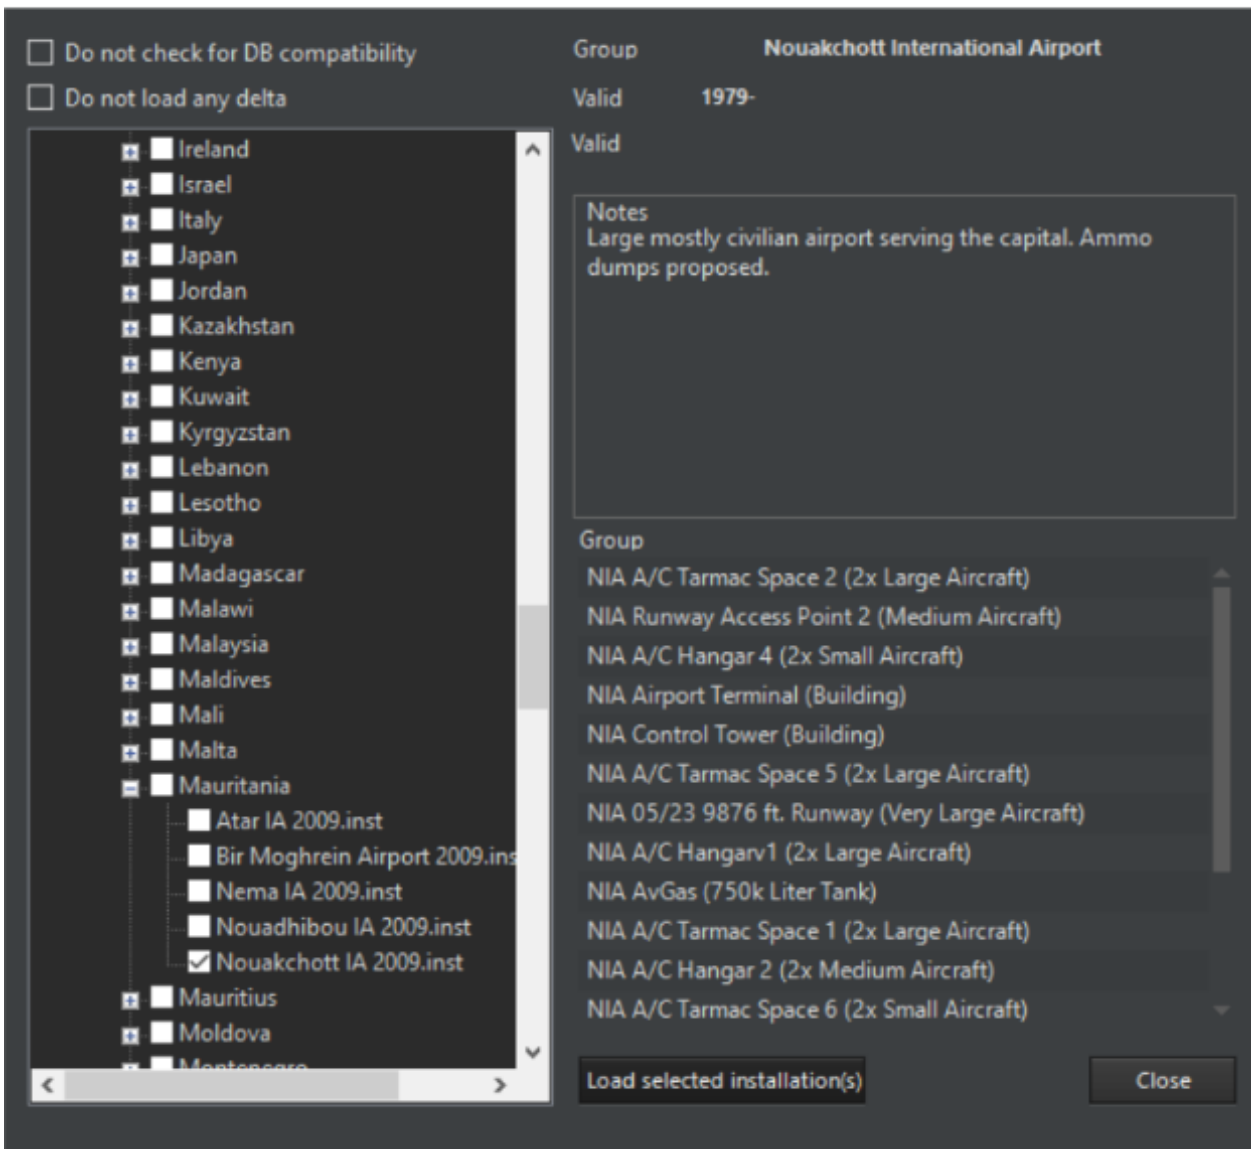 Do not check for DB compatibility
Do not load any delta
Ireland
Israel
Italy
Japan
Jordan
Kazakhstan
Kenya
Kuwait
Kyrgyzstan
Lebanon
Lesotho
Libya
Madagascar
Malawi
Malaysia
Maldives
Mali
Malta
Mauritania
Atar IA 2009.inst
Bir Moghrein Airport 2009.ins
Nema IA 2009.inst
Nouadhibou IA 2009.inst
Nouakchott IA 2009.inst
Mauritius
Moldova
Montenegro
Group Nouakchott International Airport
Valid 1979-
Valid
Notes
Large mostly civilian airport serving the capital. Ammo
dumps proposed.
Group
NIA A/C Tarmac Space 2 (2x Large Aircraft)
NIA Runway Access Point 2 (Medium Aircraft)
NIA A/C Hangar 4 (2x Small Aircraft)
NIA Airport Terminal (Building)
NIA Control Tower (Building)
NIA A/C Tarmac Space 5 (2x Large Aircraft)
NIA 05/23 9876 ft. Runway (Very Large Aircraft)
NIA A/C Hangarv1 (2x Large Aircraft)
NIA AvGas (750k Liter Tank)
NIA A/C Tarmac Space 1 (2x Large Aircraft)
NIA A/C Hangar 2 (2x Medium Aircraft)
NIA A/C Tarmac Space 6 (2x Small Aircraft)
Load selected installation(s)
Close